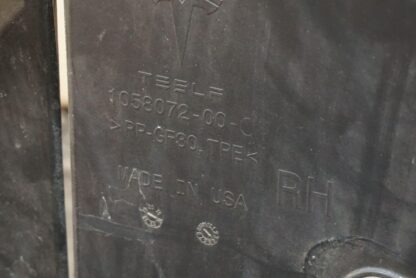 TESLA
1058072-00-C
>PP-GF30,TPE<
MADE IN USA
RH